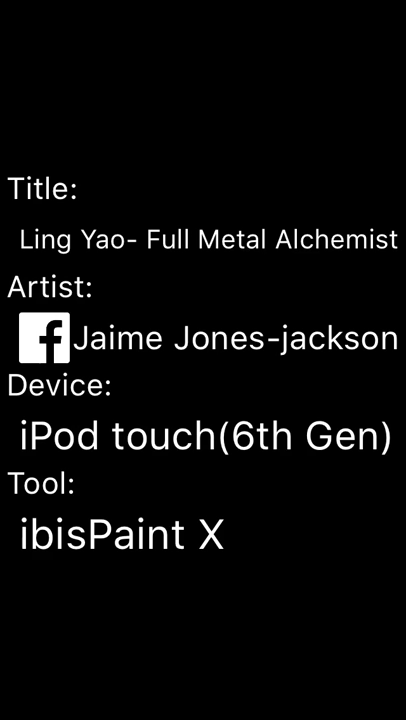 Title:
Ling Yao- Full Metal Alchemist
Artist:
Jaime Jones-jackson
Device:
iPod touch(6th Gen)
Tool:
ibisPaint X